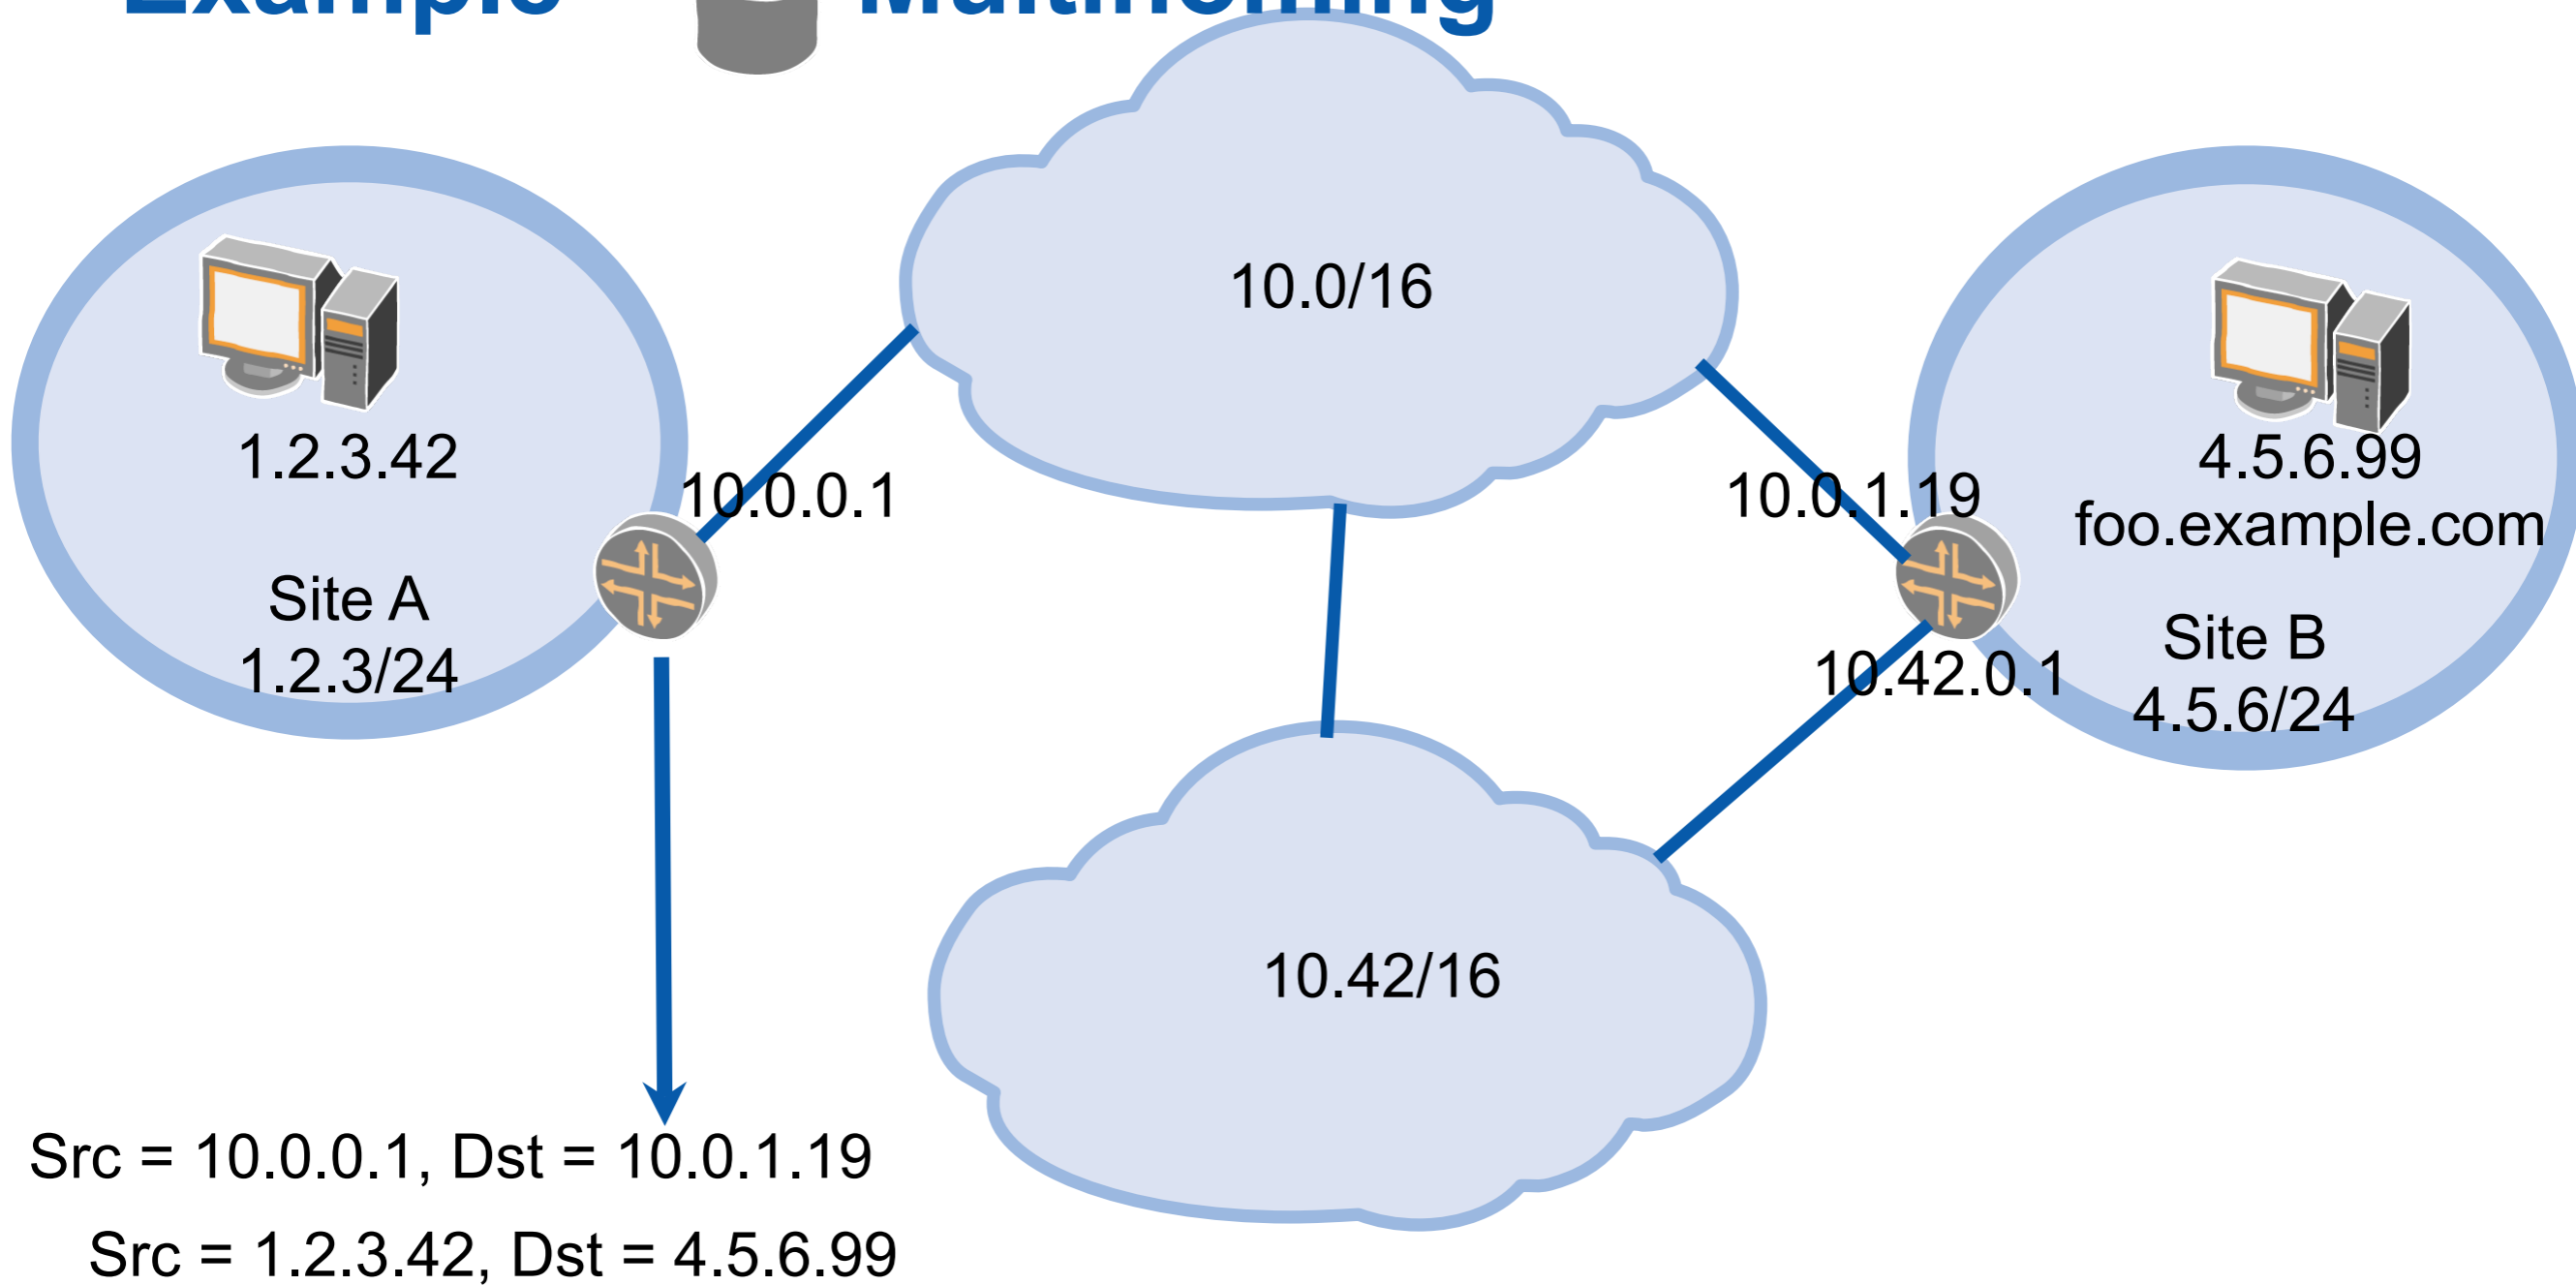 Example Multihoming
10.0/16
1.2.3.42
4.5.6.99
10.0.0.1
10.0.1.19
foo.example.com
Site A
1.2.3/24
Site B
4.5.6/24
10.42.0.1
10.42/16
Src = 10.0.0.1, Dst = 10.0.1.19
Src = 1.2.3.42, Dst = 4.5.6.99